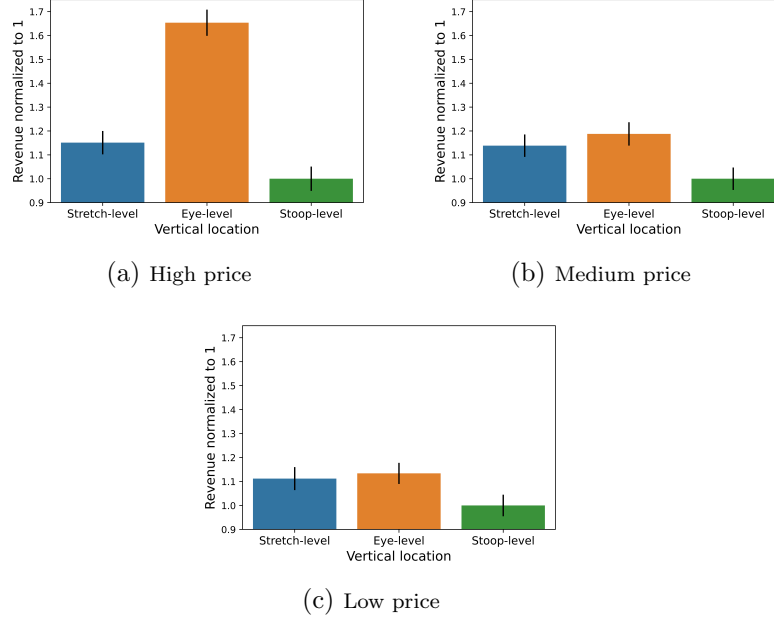 1.7
1.6
1.5
1.4
1.3
1.2
1.1
1.0
0.9
Revenue normalized to 1
Stretch-level Eye-level Stoop-level
Vertical location
(a) High price
1.7
1.6
1.5
1.4
1.3
1.2
1.1
1.0
0.9
Revenue normalized to 1
Stretch-level Eye-level Stoop-level
Vertical location
(b) Medium price
1.7
1.6
1.5
1.4
1.3
1.2
1.1
1.0
0.9
Revenue normalized to 1
Stretch-level Eye-level Stoop-level
Vertical location
(c) Low price